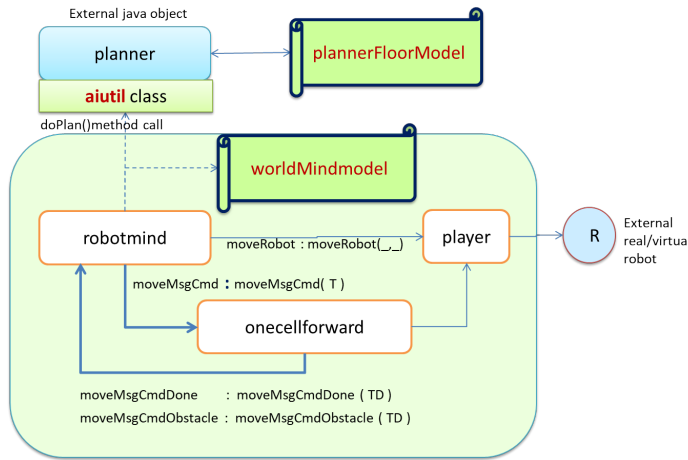 External java object
planner
plannerFloorModel
aiutil class
doPlan()method call
worldMindmodel
robotmind
moveRobot : moveRobot(_,_)
player
R
External
real/virtua
robot
moveMsgCmd : moveMsgCmd( T )
onecellforward
moveMsgCmdDone : moveMsgCmdDone ( TD )
moveMsgCmdObstacle : moveMsgCmdObstacle ( TD )